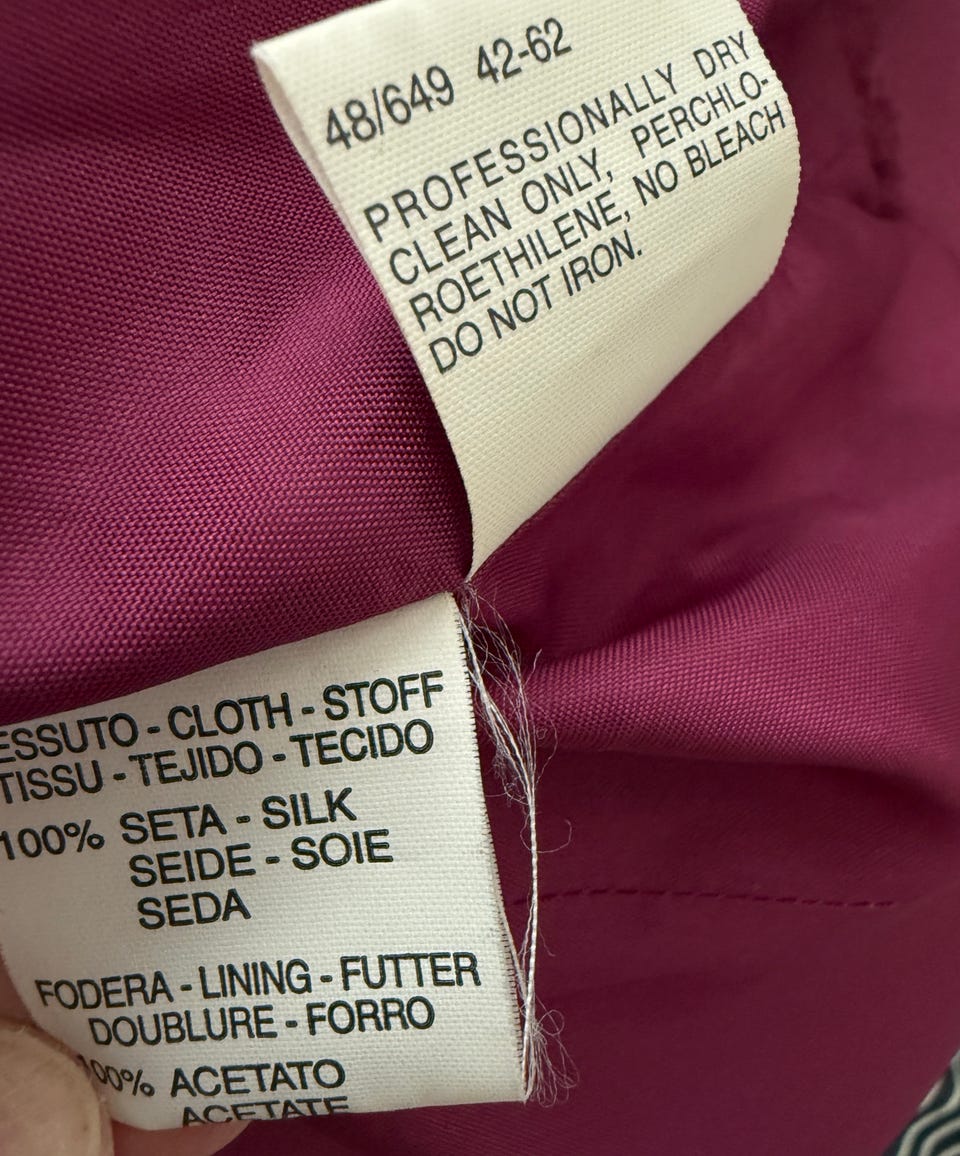 48/649 42-62
PROFESSIONALLY DRY
CLEAN ONLY, PERCHLO-
ROETHILENE, NO BLEACH
DO NOT IRON.
ESSUTO - CLOTH - STOFF
TISSU - TEJIDO - TECIDO
100% SETA - SILK
SEIDE - SOIE
SEDA
FODERA - LINING - FUTTER
DOUBLURE - FORRO
00% ACETATO
ACETATE